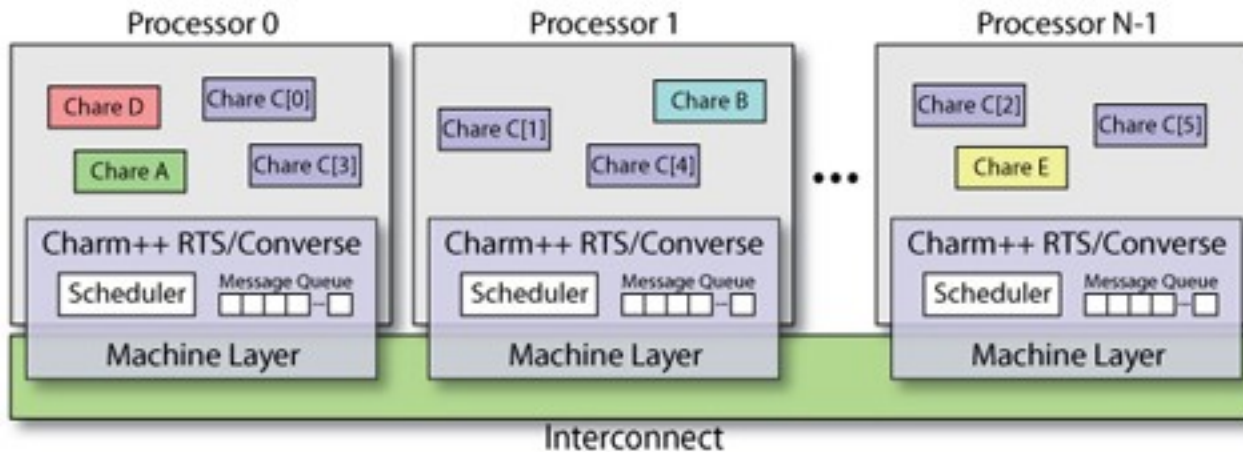 Processor 0
Processor 1
Processor N-1
Chare D
Chare C[0]
Chare A
Chare C[3]
Chare C[1]
Chare B
Chare C[4]
•••
Chare C[2]
Chare C[5]
Chare E
Charm++ RTS/Converse
Scheduler
Message Queue
Machine Layer
Charm++ RTS/Converse
Scheduler
Message Queue
Machine Layer
Charm++ RTS/Converse
Scheduler
Message Queue
Machine Layer
Interconnect